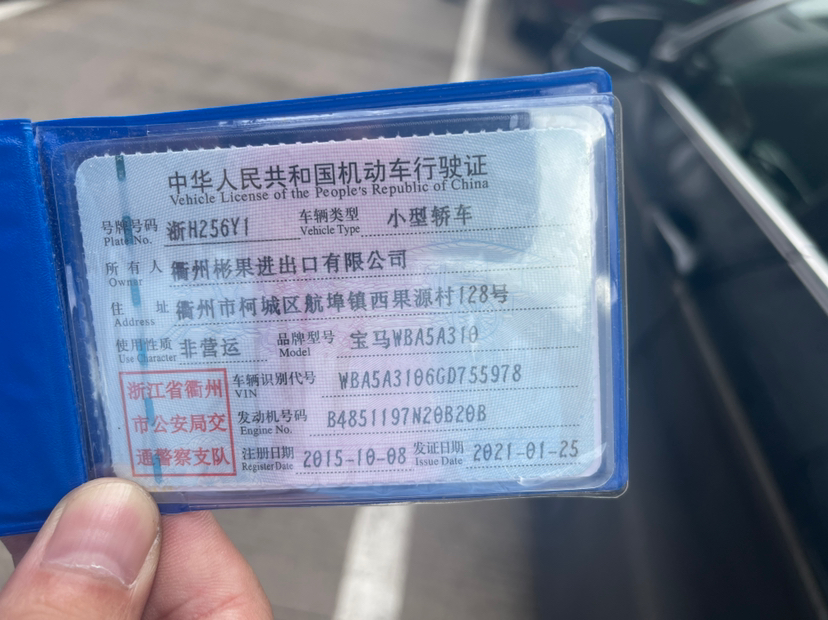 中华人民共和国机动车行驶证
Vehicle License of the People's Republic of China
号牌号码 浙H256Y1 车辆类型 小型轿车
Plate No. Vehicle Type
所有人 衢州彬果进出口有限公司
Owner
住址 衢州市柯城区航埠镇西果源村128号
Address
使用性质 非营运 品牌型号 宝马WBA5A310
Use Character Model
浙江省衢州 车辆识别代号 WBA5A3106GD755978
VIN
市公安局交 发动机号码 B4851197N20B20B
Engine No.
通警察支队 注册日期 2015-10-08 发证日期 2021-01-25
Register Date Issue Date